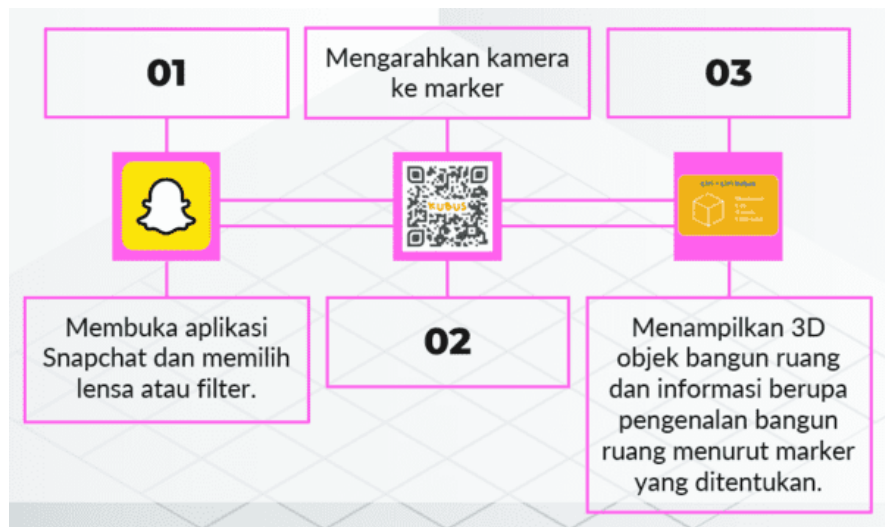 01
Membuka aplikasi
Snapchat dan memilih
lensa atau filter.
Mengarahkan kamera
ke marker
KUBUS
02
03
Menampilkan 3D
objek bangun ruang
dan informasi berupa
pengenalan bangun
ruang menurut marker
yang ditentukan.